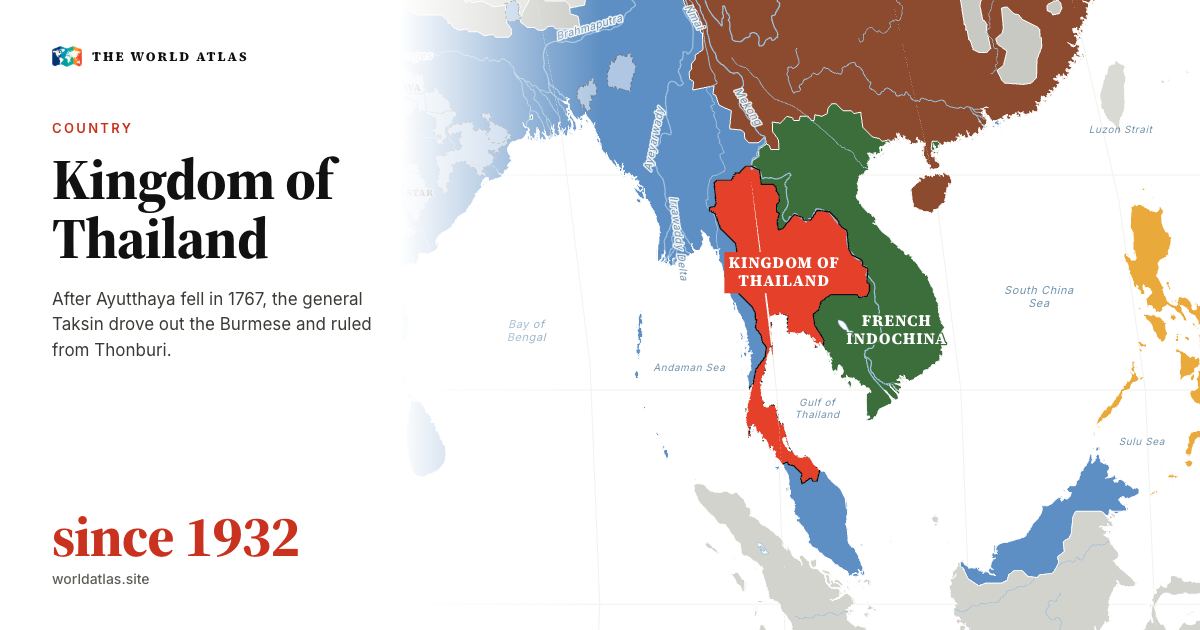 THE WORLD ATLAS
COUNTRY
Kingdom of
Thailand
After Ayutthaya fell in 1767, the general
Taksin drove out the Burmese and ruled
from Thonburi.
since 1932
worldatlas.site
Brahmaputra
Nmai
Mekong
Ayeyarwady
Irrawaddy Delta
Luzon Strait
KINGDOM OF
THAILAND
FRENCH
INDOCHINA
South China
Sea
Bay of
Bengal
Andaman Sea
Gulf of
Thailand
Sulu Sea